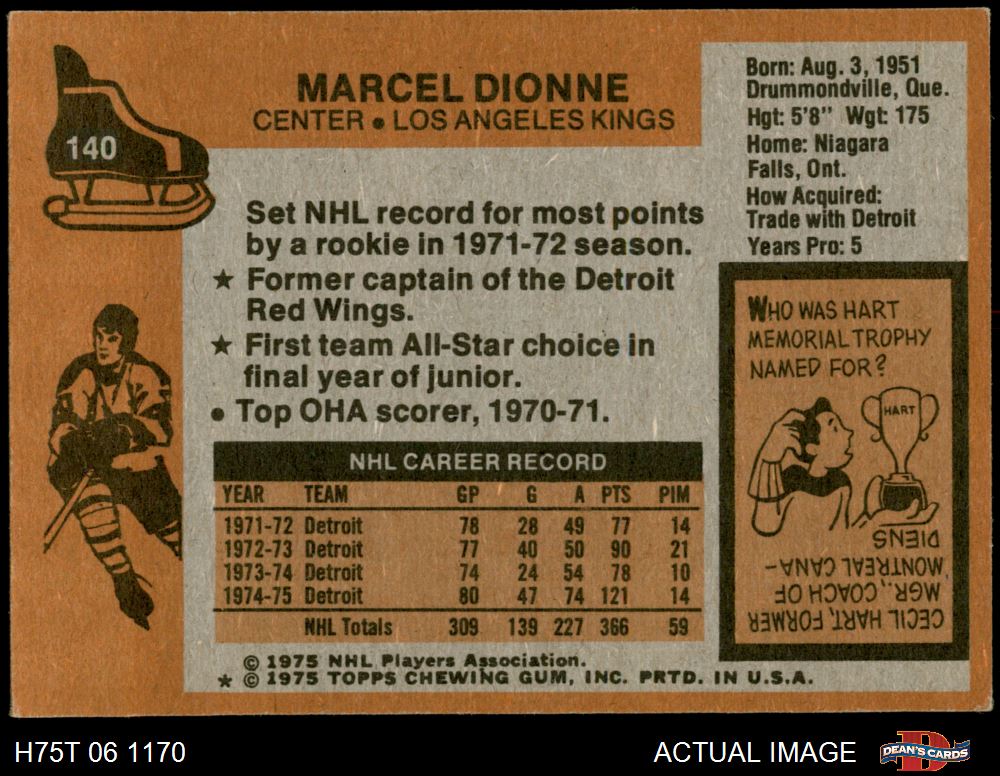 140
MARCEL DIONNE
CENTER • LOS ANGELES KINGS
Born: Aug. 3, 1951
Drummondville, Que.
Hgt: 5'8" Wgt: 175
Home: Niagara
Falls, Ont.
How Acquired:
Trade with Detroit
Years Pro: 5
Set NHL record for most points
by a rookie in 1971-72 season.
★ Former captain of the Detroit
Red Wings.
★ First team All-Star choice in
final year of junior.
• Top OHA scorer, 1970-71.
NHL CAREER RECORD
YEAR TEAM GP G A PTS PIM
1971-72 Detroit 78 28 49 77 14
1972-73 Detroit 77 40 50 90 21
1973-74 Detroit 74 24 54 78 10
1974-75 Detroit 80 47 74 121 14
NHL Totals 309 139 227 366 59
WHO WAS HART
MEMORIAL TROPHY
NAMED FOR?
HART
CECIL HART, FORMER
MGR., COACH OF
MONTREAL CANA-
DIENS
© 1975 NHL Players Association.
★ © 1975 TOPPS CHEWING GUM, INC. PRTD. IN U.S.A.
H75T 06 1170
ACTUAL IMAGE
D
DEAN'S CARDS